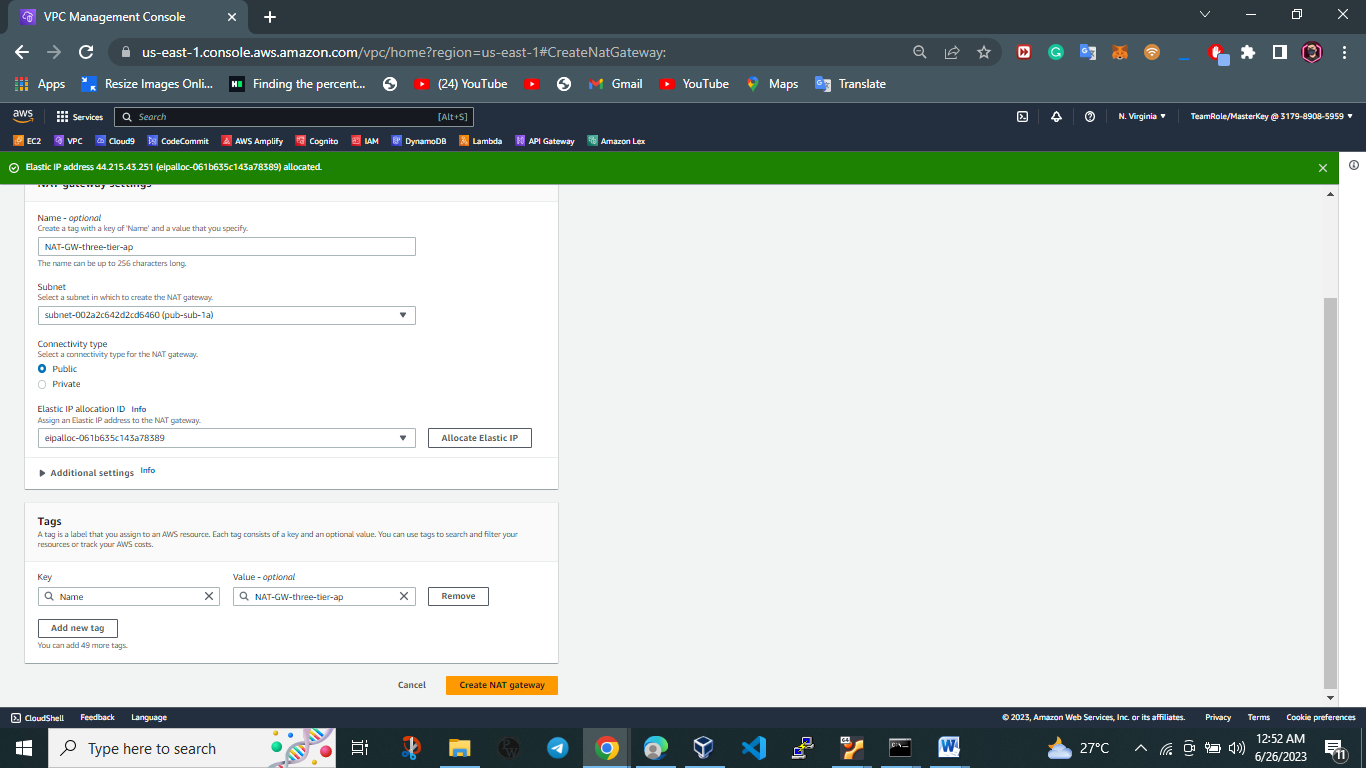 VPC Management Console
us-east-1.console.aws.amazon.com/vpc/home?region=us-east-1#CreateNatGateway:
Apps
Resize Images Onli...
Finding the percent...
(24) YouTube
Gmail
YouTube
Maps
Translate
aws
Services
Search
[Alt+S]
N. Virginia
TeamRole/MasterKey @ 3179-8908-5959
EC2
VPC
Cloud9
CodeCommit
AWS Amplify
Cognito
IAM
DynamoDB
Lambda
API Gateway
Amazon Lex
Elastic IP address 44.215.43.251 (eipalloc-061b635c143a78389) allocated.
NAT gateway settings
Name - optional
Create a tag with a key of 'Name' and a value that you specify.
NAT-GW-three-tier-ap
The name can be up to 256 characters long.
Subnet
Select a subnet in which to create the NAT gateway.
subnet-002a2c642d2cd6460 (pub-sub-1a)
Connectivity type
Select a connectivity type for the NAT gateway.
Public
Private
Elastic IP allocation ID Info
Assign an Elastic IP address to the NAT gateway.
eipalloc-061b635c143a78389
Allocate Elastic IP
Additional settings Info
Tags
A tag is a label that you assign to an AWS resource. Each tag consists of a key and an optional value. You can use tags to search and filter your
resources or track your AWS costs.
Key
Value - optional
Name
NAT-GW-three-tier-ap
Remove
Add new tag
You can add 49 more tags.
Cancel
Create NAT gateway
CloudShell
Feedback
Language
© 2023, Amazon Web Services, Inc. or its affiliates.
Privacy
Terms
Cookie preferences
Type here to search
27°C
12:52 AM
6/26/2023
11